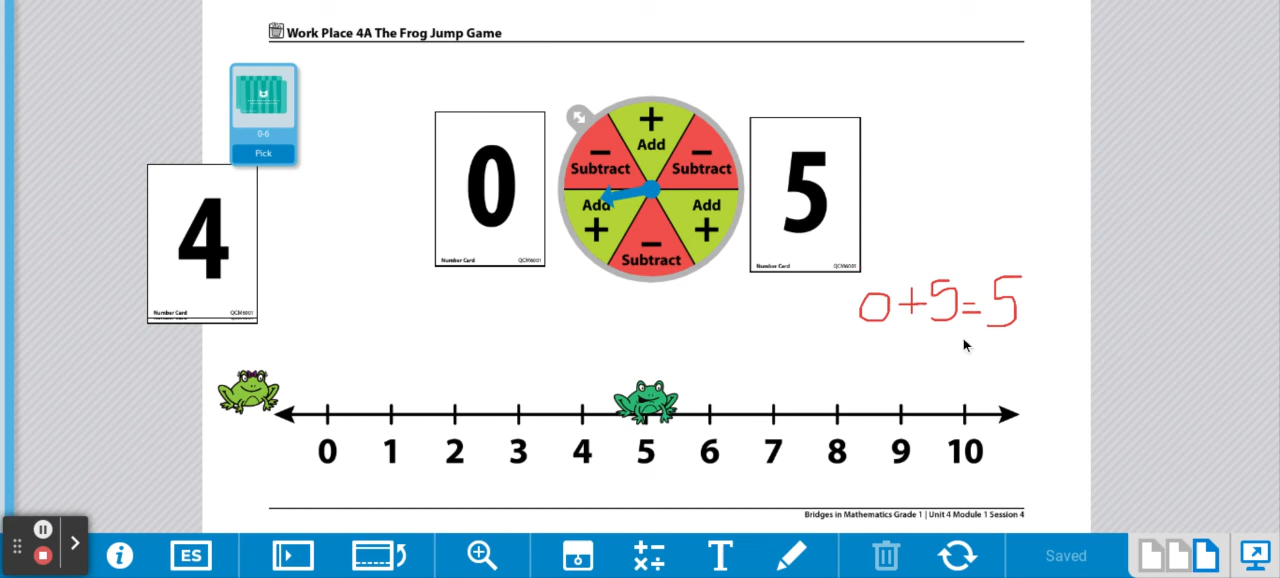 Work Place 4A The Frog Jump Game
0-6
Pick
4
Number Card QCM6001
0
Number Card QCM6001
+
Add
−
Subtract
−
Subtract
Add
+
Add
+
−
Subtract
5
Number Card
0+5=5
0 1 2 3 4 5 6 7 8 9 10
Bridges in Mathematics Grade 1 | Unit 4 Module 1 Session 4
ES
T
Saved